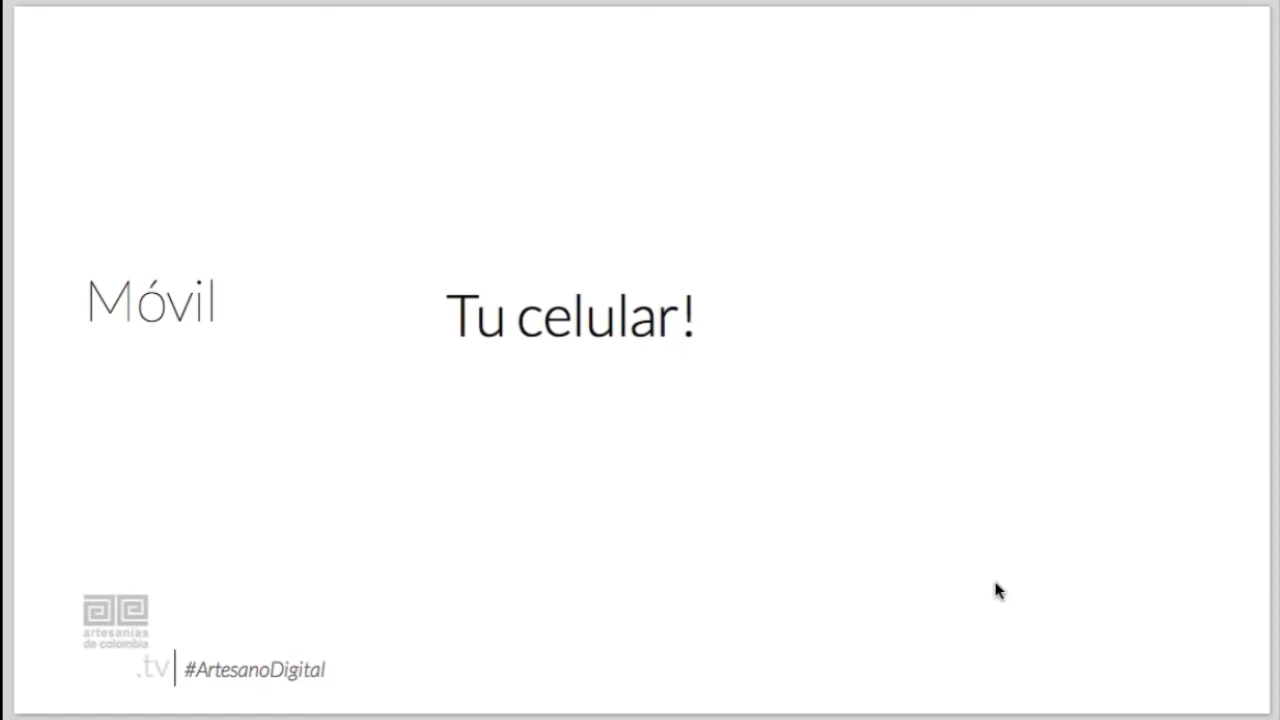 Móvil
Tu celular!
artesanías
de colombia
.tv
#ArtesanoDigital